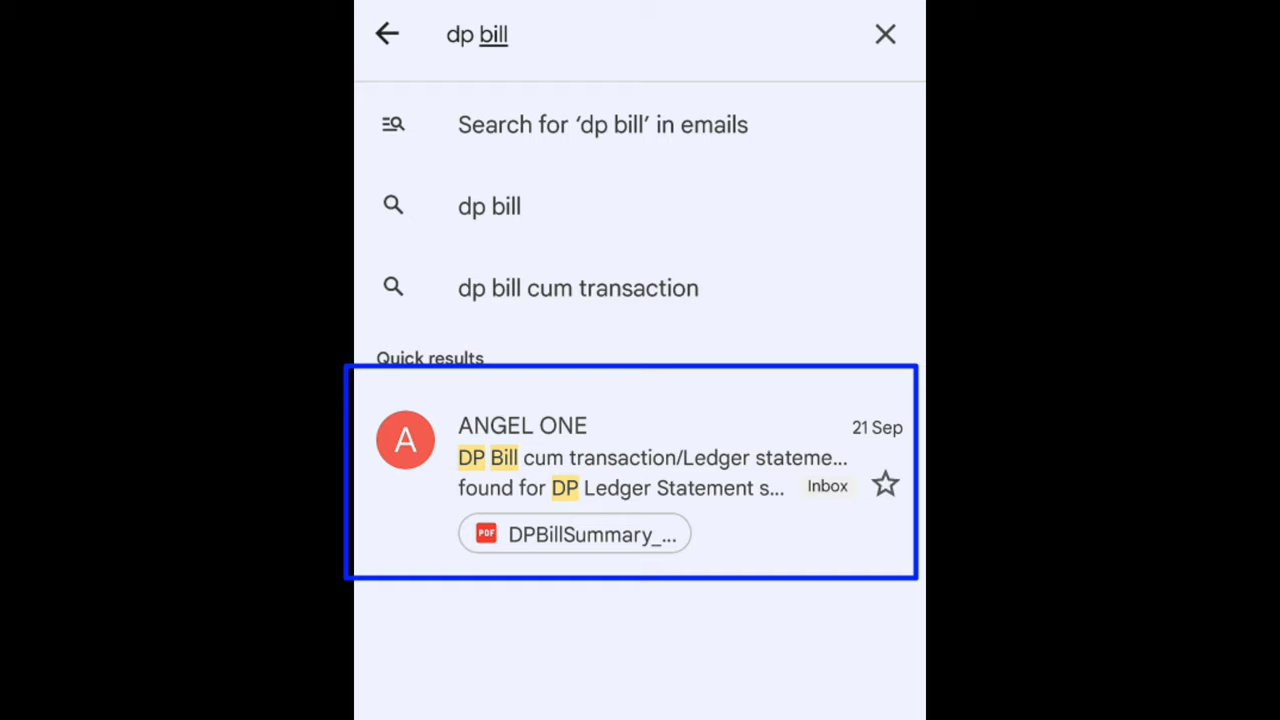 dp bill
Search for ‘dp bill’ in emails
dp bill
dp bill cum transaction
Quick results
A
ANGEL ONE
21 Sep
DP Bill cum transaction/Ledger stateme...
found for DP Ledger Statement s...
Inbox
PDF DPBillSummary_...